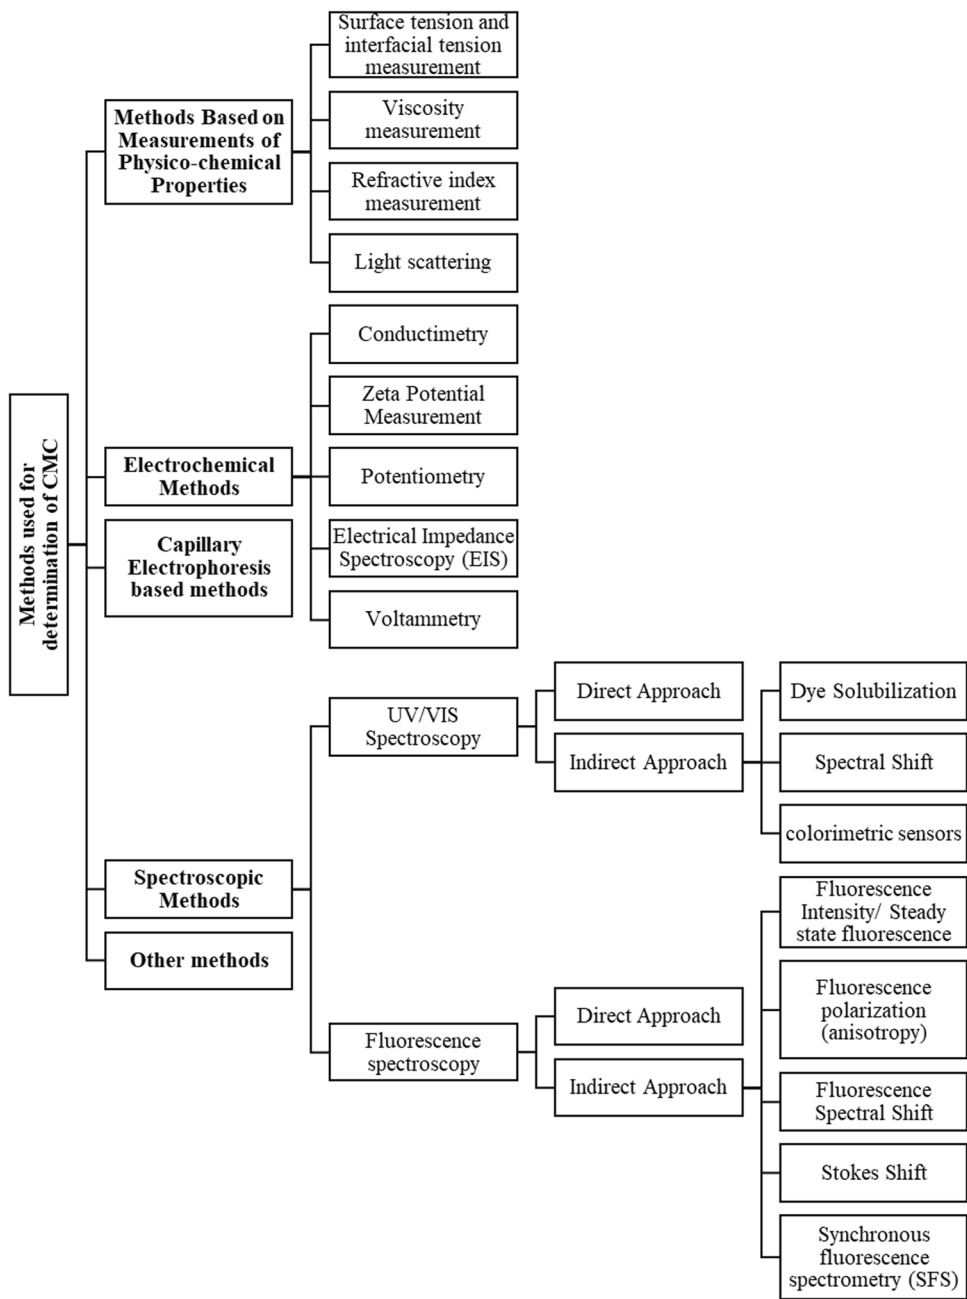 Methods used for
determination of CMC
Methods Based on
Measurements of
Physico-chemical
Properties
Surface tension and
interfacial tension
measurement
Viscosity
measurement
Refractive index
measurement
Light scattering
Electrochemical
Methods
Conductimetry
Zeta Potential
Measurement
Potentiometry
Electrical Impedance
Spectroscopy (EIS)
Voltammetry
Capillary
Electrophoresis
based methods
Spectroscopic
Methods
UV/VIS
Spectroscopy
Direct Approach
Indirect Approach
Dye Solubilization
Spectral Shift
colorimetric sensors
Fluorescence
spectroscopy
Direct Approach
Indirect Approach
Fluorescence
Intensity/ Steady
state fluorescence
Fluorescence
polarization
(anisotropy)
Fluorescence
Spectral Shift
Stokes Shift
Synchronous
fluorescence
spectrometry (SFS)
Other methods